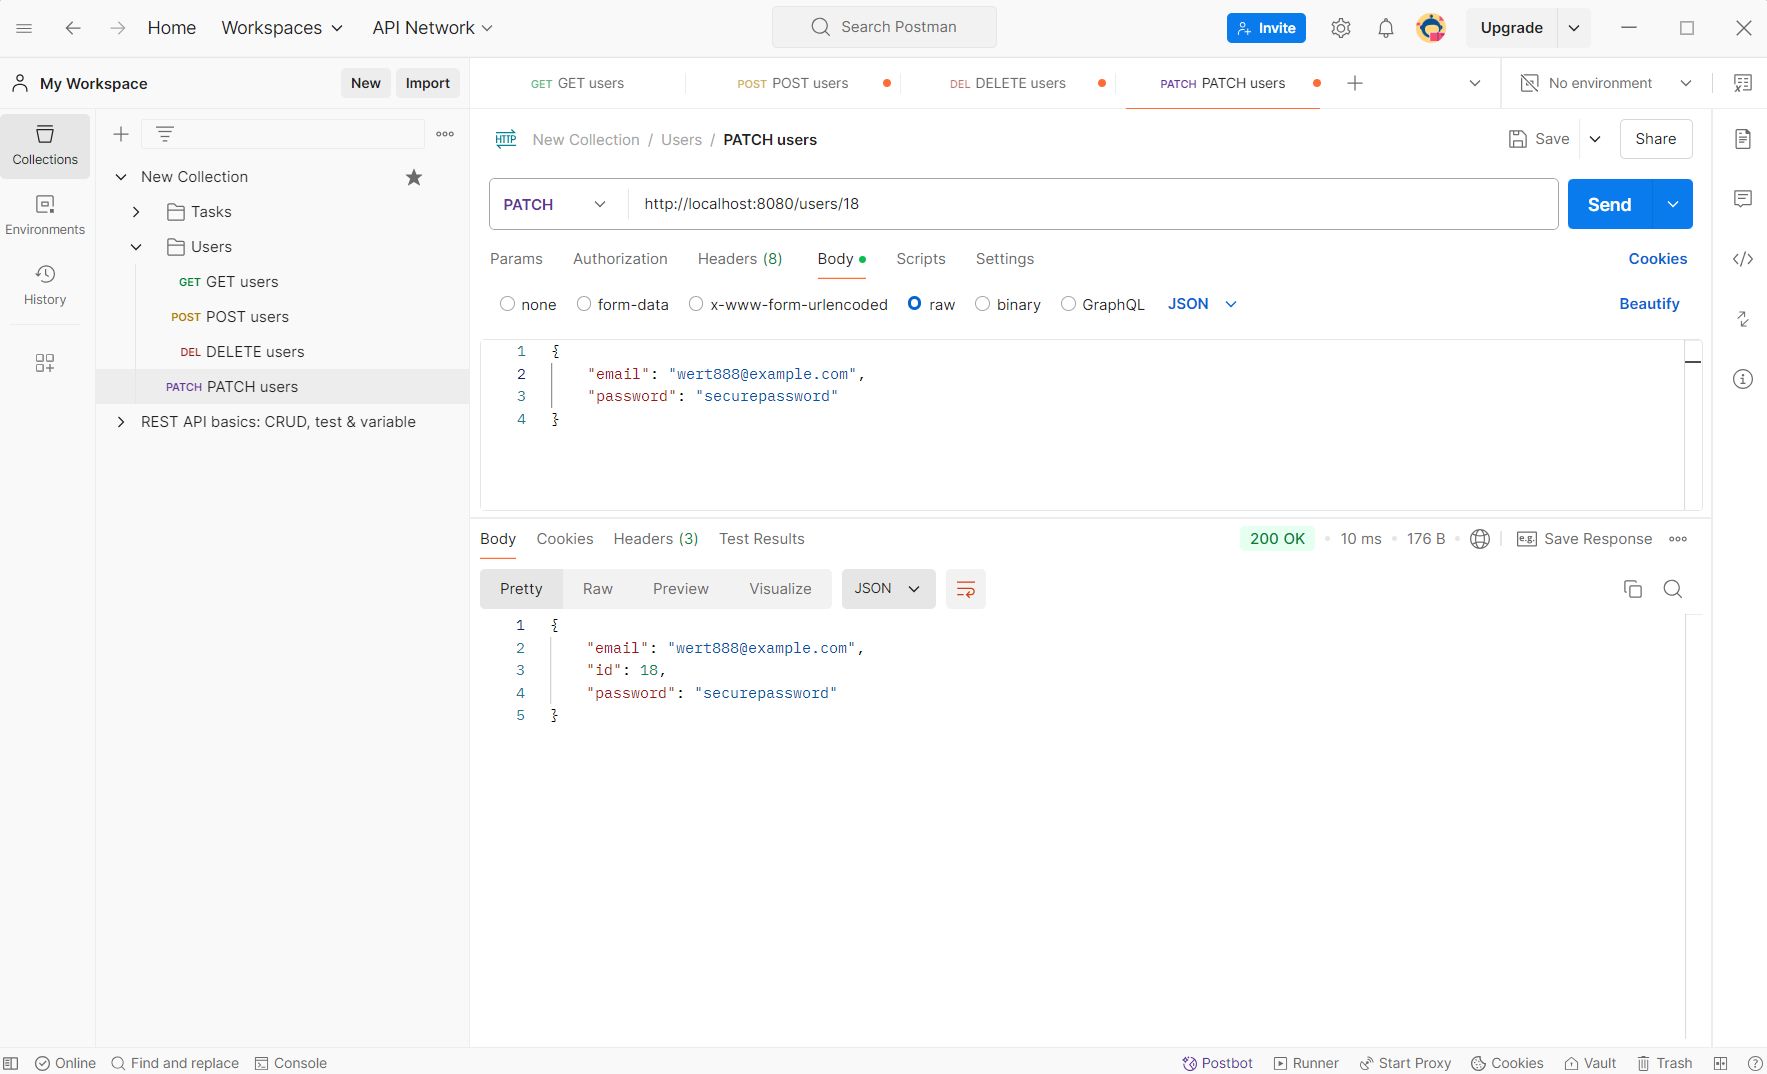 Home Workspaces API Network Search Postman Invite Upgrade
My Workspace New Import GET GET users POST POST users DEL DELETE users PATCH PATCH users No environment
Collections
Environments
History
New Collection
Tasks
Users
GET GET users
POST POST users
DEL DELETE users
PATCH PATCH users
REST API basics: CRUD, test & variable
HTTP New Collection / Users / PATCH users Save Share
PATCH http://localhost:8080/users/18 Send
Params Authorization Headers (8) Body Scripts Settings Cookies
none form-data x-www-form-urlencoded raw binary GraphQL JSON Beautify
1 {
2 "email": "wert888@example.com",
3 "password": "securepassword"
4 }
Body Cookies Headers (3) Test Results 200 OK • 10 ms • 176 B • e.g. Save Response
Pretty Raw Preview Visualize JSON
1 {
2 "email": "wert888@example.com",
3 "id": 18,
4 "password": "securepassword"
5 }
Online Find and replace Console Postbot Runner Start Proxy Cookies Vault Trash